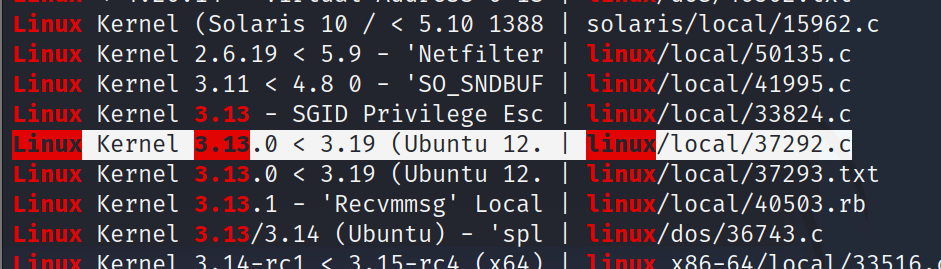 Linux Kernel (Solaris 10 / < 5.10 1388 | solaris/local/15962.c
Linux Kernel 2.6.19 < 5.9 - 'Netfilter | linux/local/50135.c
Linux Kernel 3.11 < 4.8 0 - 'SO_SNDBUF | linux/local/41995.c
Linux Kernel 3.13 - SGID Privilege Esc | linux/local/33824.c
Linux Kernel 3.13.0 < 3.19 (Ubuntu 12. | linux/local/37292.c
Linux Kernel 3.13.0 < 3.19 (Ubuntu 12. | linux/local/37293.txt
Linux Kernel 3.13.1 - 'Recvmmsg' Local | linux/local/40503.rb
Linux Kernel 3.13/3.14 (Ubuntu) - 'spl | linux/dos/36743.c
Linux Kernel 3.14-rc1 < 3.15-rc4 (x64) | linux_x86-64/local/33516.